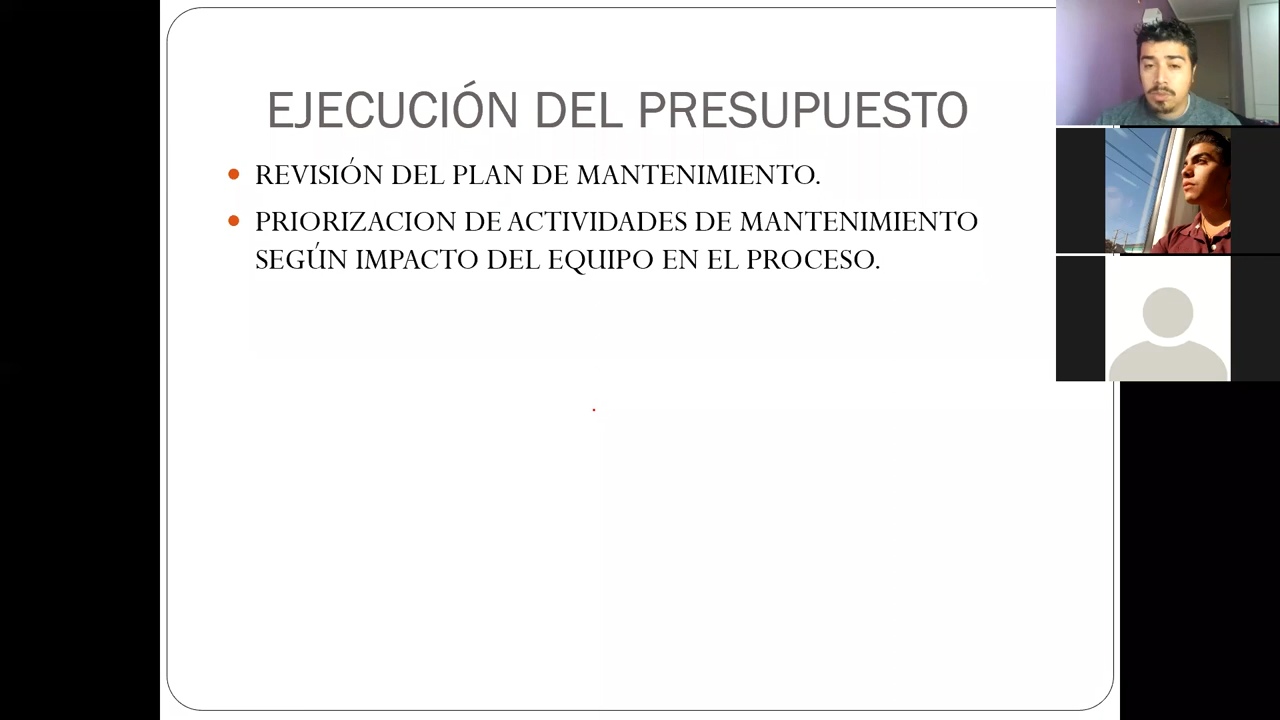 EJECUCIÓN DEL PRESUPUESTO
REVISIÓN DEL PLAN DE MANTENIMIENTO.
PRIORIZACION DE ACTIVIDADES DE MANTENIMIENTO
SEGÚN IMPACTO DEL EQUIPO EN EL PROCESO.